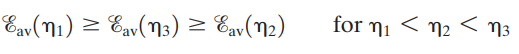 ℰav(η1) ≥ ℰav(η3) ≥ ℰav(η2) for η1 < η2 < η3